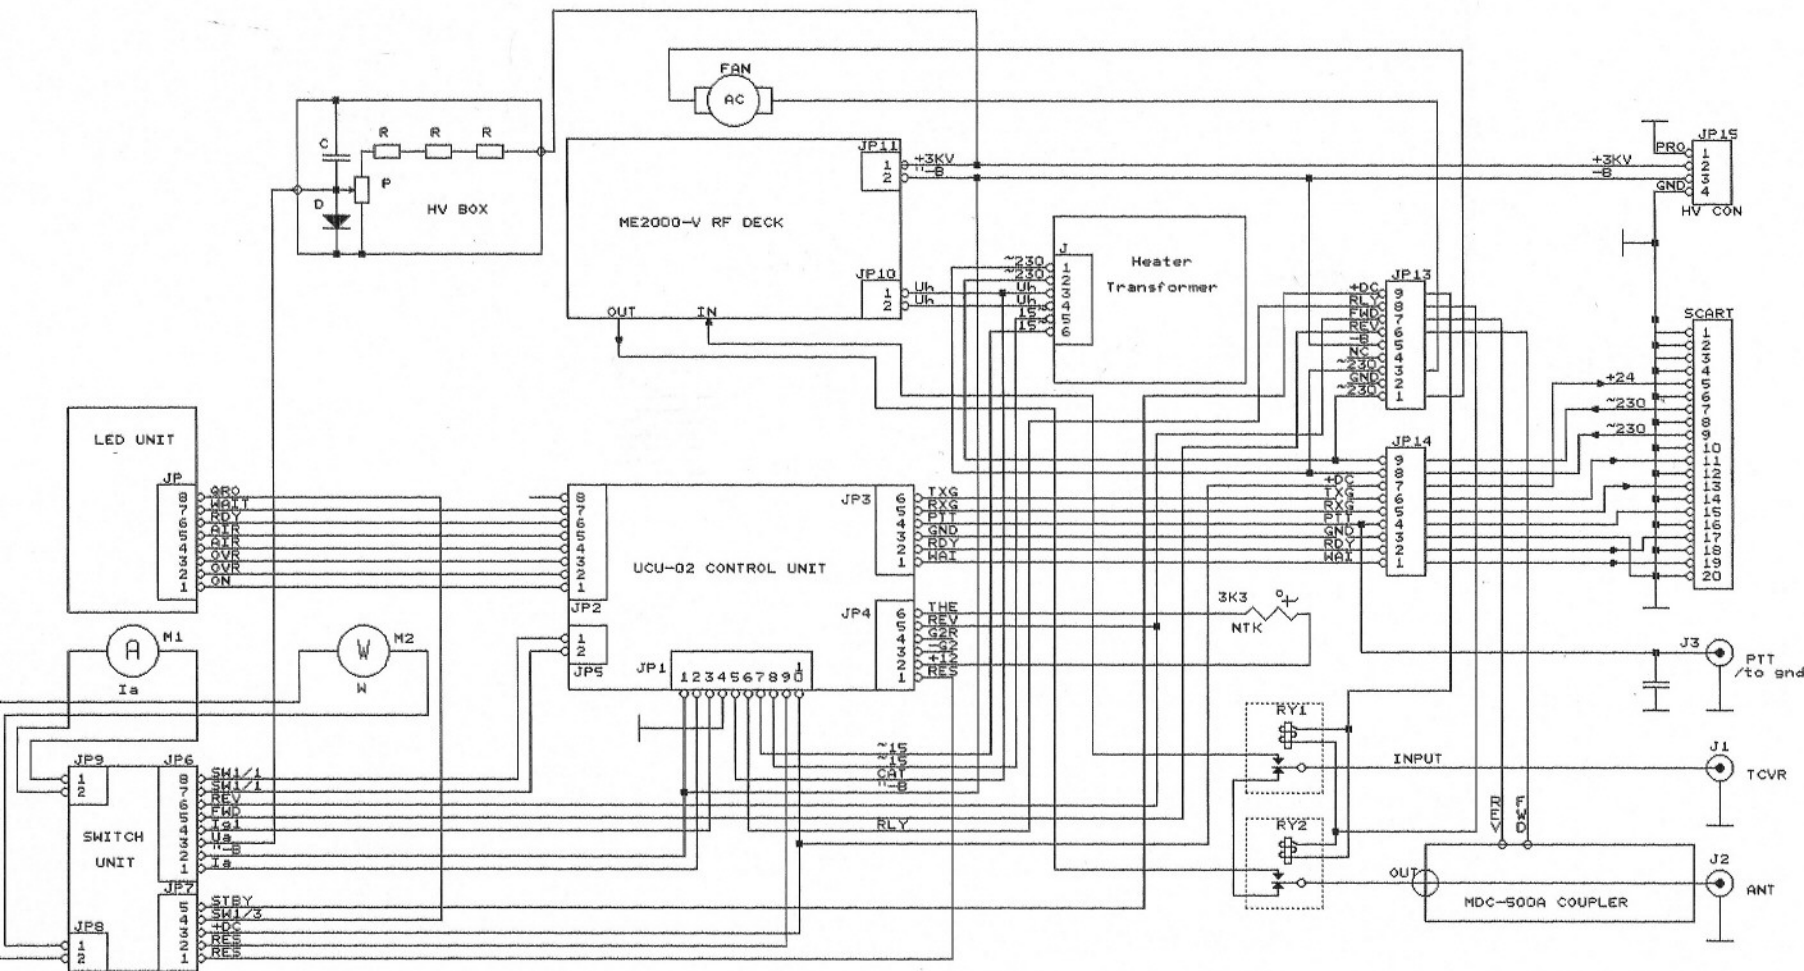 FAN
AC
C
R R R
P
D
HV BOX
JP11
1 +3KV
2 "-B
ME2000-V RF DECK
JP10
1 Uh
2 Uh
OUT IN
J
~230 1
~230 2
Uh 3
Uh 4
15~ 5
15~ 6
Heater
Transformer
JP15
PRO 1
+3KV 2
-B 3
GND 4
HV CON
JP13
+DC 9
RLY 8
FWD 7
REV 6
-B 5
NC 4
~230 3
GND 2
~230 1
SCART
1
2
3
4
+24 5
6
~230 7
8
~230 9
10
11
12
13
14
15
16
17
18
19
20
JP14
9
8
+DC 7
TXG 6
RXG 5
PTT 4
GND 3
RDY 2
WAI 1
LED UNIT
JP
8
7 WATT
6 RDY
5 AIR
4 AIR
3 OVR
2 OVR
1 ON
8
7
6
5
4
3
2
1
JP2
1
2
JP5
UCU-02 CONTROL UNIT
JP3
6 TXG
5 RXG
4 PTT
3 GND
2 RDY
1 WAI
JP4
6 THE
5 REV
4 G2R
3 -G2
2 +12
1 RES
JP1
1 2 3 4 5 6 7 8 9 10
3K3
NTK
A M1
Ia
W M2
W
~15
~15
CAT
"-B
RLY
JP9
1
2
JP6
8 SW1/1
7 SW1/1
6 REV
5 FWD
4 Ig1
3 Ua
2 "-B
1 Ia
SWITCH
UNIT
JP7
5 STBY
4 SW1/3
3 +DC
2 RES
1 RES
JP8
1
2
RY1
RY2
INPUT
OUT
REV
FWD
MDC-500A COUPLER
J3
PTT
/to gnd
J1
TCVR
J2
ANT